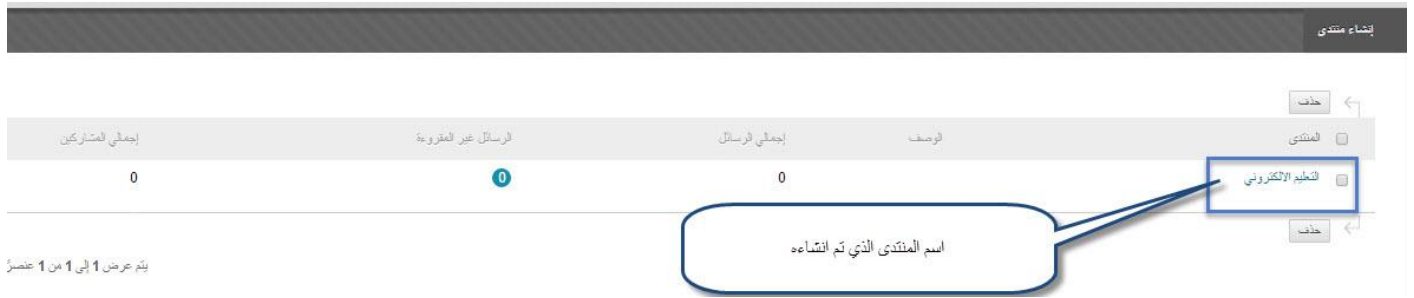 إنشاء منتدى
حذف
المنتدى الوصف إجمالي الرسائل الرسائل غير المقروءة إجمالي المشاركين
التعليم الالكتروني 0 0 0
اسم المنتدى الذي تم انشاءه
حذف
يتم عرض 1 إلى 1 من 1 عنصر